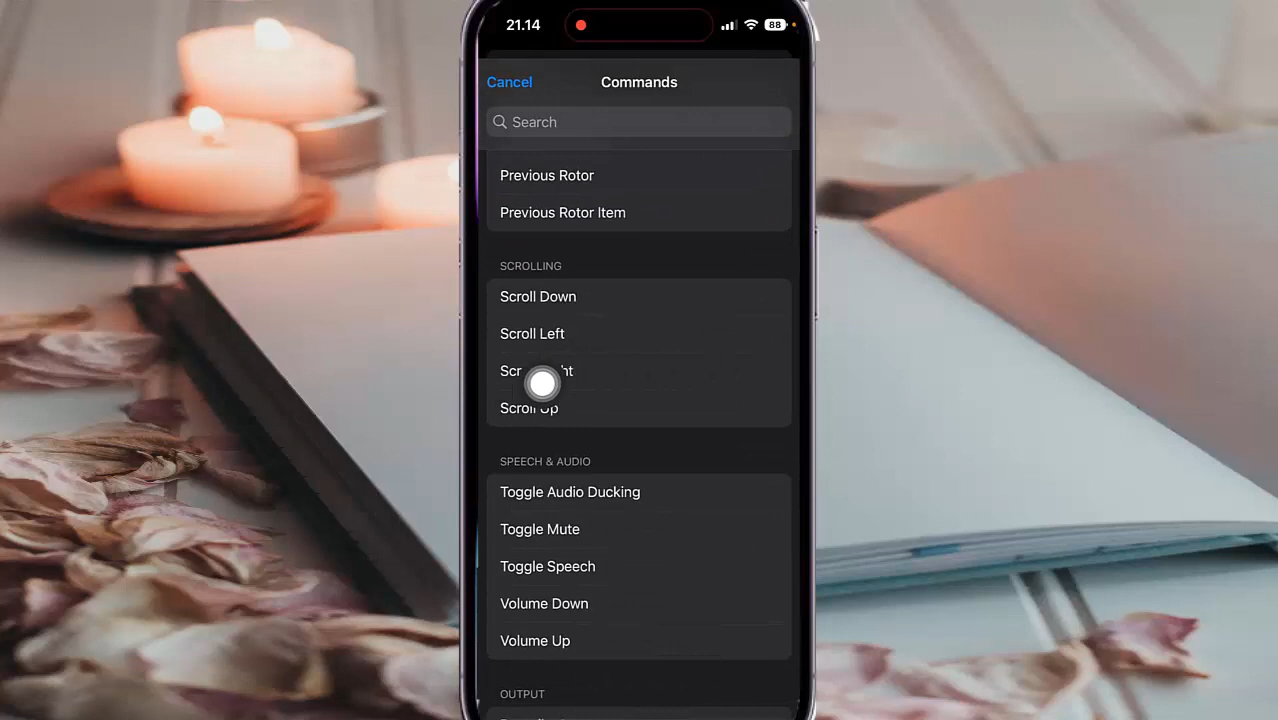 21.14
88
Cancel
Commands
Search
Previous Rotor
Previous Rotor Item
SCROLLING
Scroll Down
Scroll Left
Scroll Up
SPEECH & AUDIO
Toggle Audio Ducking
Toggle Mute
Toggle Speech
Volume Down
Volume Up
OUTPUT